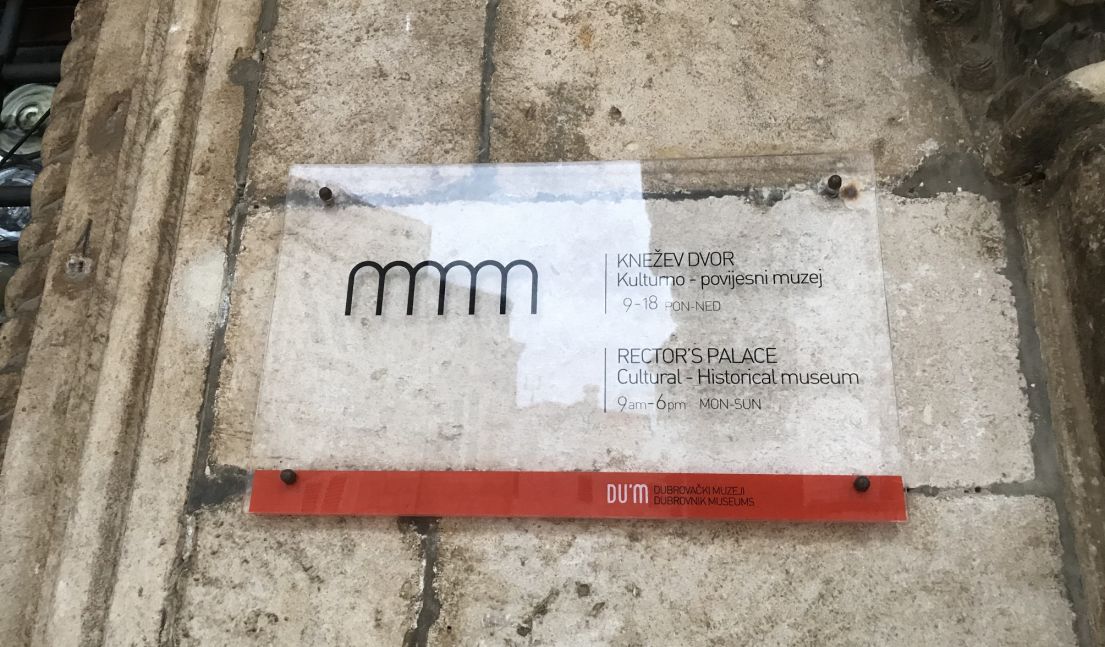 KNEŽEV DVOR
Kulturno - povijesni muzej
9-18 PON-NED
RECTOR'S PALACE
Cultural - Historical museum
9am-6pm MON-SUN
DU'M DUBROVAČKI MUZEJI
DUBROVNIK MUSEUMS